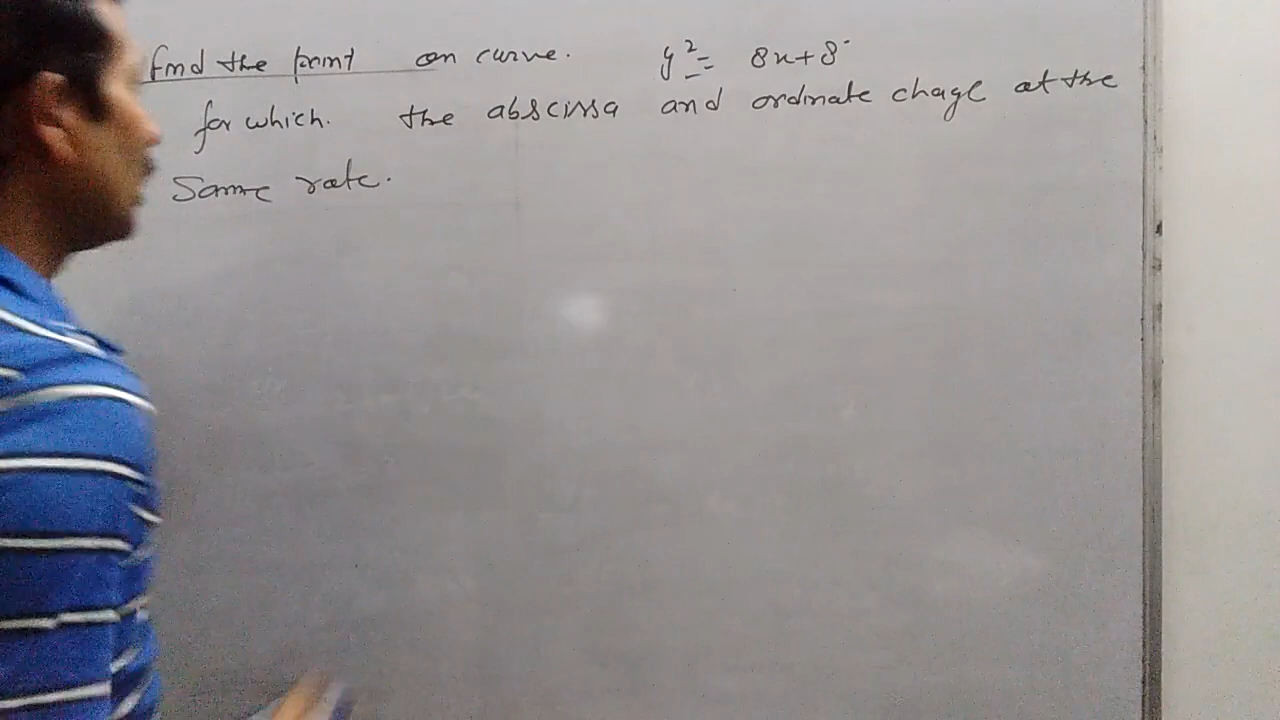 find the point on curve. y² = 8x+8
for which. the abscissa and ordinate chage at the
Same rate.